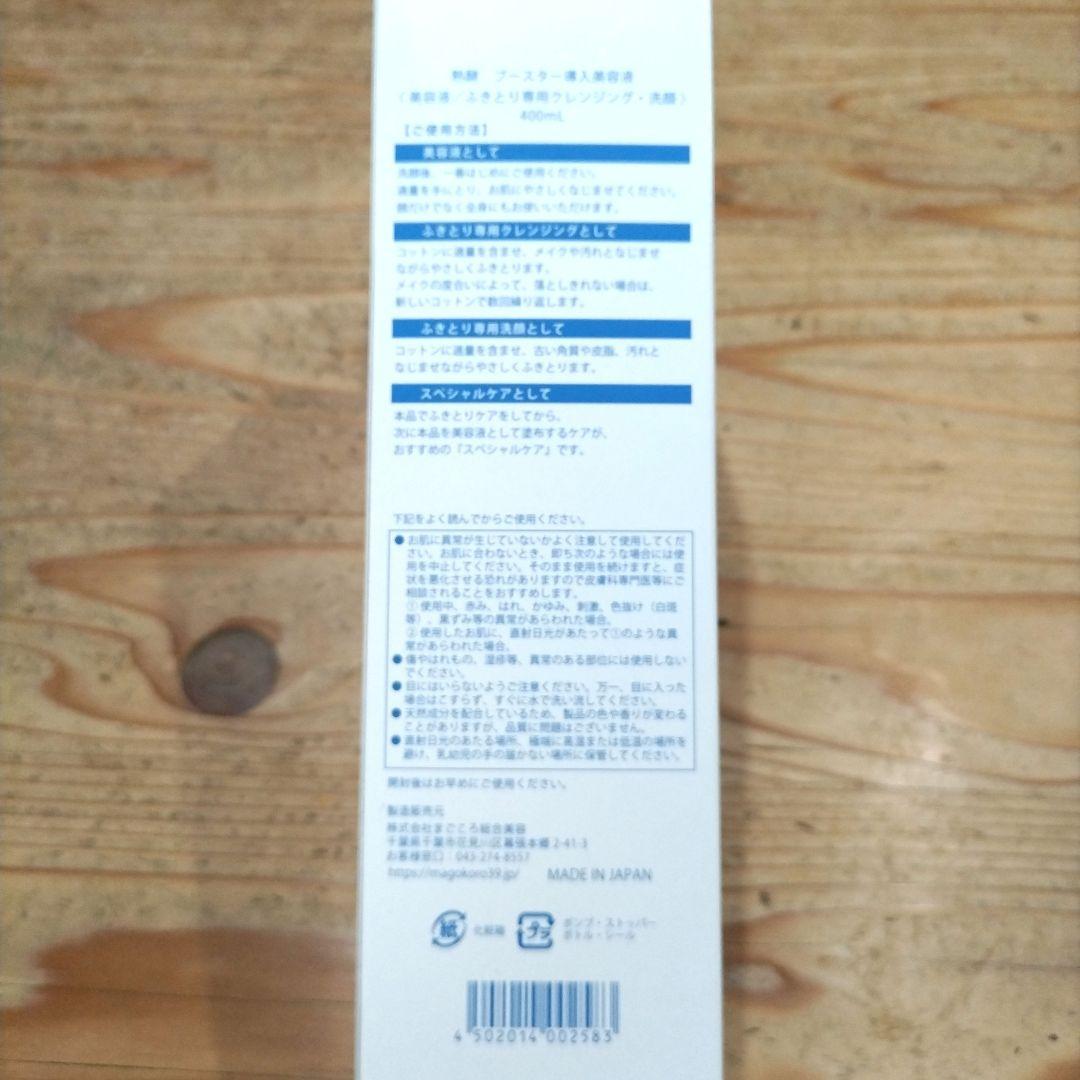 熟醸 ブースター導入美容液
〈 美容液／ふきとり専用クレンジング・洗顔 〉
400mL
【ご使用方法】
美容液として
洗顔後、一番はじめにご使用ください。
適量を手にとり、お肌にやさしくなじませてください。
顔だけでなく全身にもお使いいただけます。
ふきとり専用クレンジングとして
コットンに適量を含ませ、メイクや汚れとなじませ
ながらやさしくふきとります。
メイクの度合いによって、落としきれない場合は、
新しいコットンで数回繰り返します。
ふきとり専用洗顔として
コットンに適量を含ませ、古い角質や皮脂、汚れと
なじませながらやさしくふきとります。
スペシャルケアとして
本品でふきとりケアをしてから、
次に本品を美容液として塗布するケアが、
おすすめの『スペシャルケア』です。
下記をよく読んでからご使用ください。
● お肌に異常が生じていないかよく注意して使用してくだ
さい。お肌に合わないとき、即ち次のような場合には使
用を中止してください。そのまま使用を続けますと、症
状を悪化させる恐れがありますので皮膚科専門医等にご
相談されることをおすすめします。
① 使用中、赤み、はれ、かゆみ、刺激、色抜け（白斑
等）、黒ずみ等の異常があらわれた場合。
② 使用したお肌に、直射日光があたって①のような異
常があらわれた場合。
● 傷やはれもの、湿疹等、異常のある部位には使用しない
でください。
● 目にはいらないようご注意ください。万一、目に入った
場合はこすらず、すぐに水で洗い流してください。
● 天然成分を配合しているため、製品の色や香りが変わる
ことがありますが、品質に問題はございません。
● 直射日光のあたる場所、極端に高温または低温の場所を
避け、乳幼児の手の届かない場所に保管してください。
開封後はお早めにご使用ください。
製造販売元
株式会社まごころ総合美容
千葉県千葉市花見川区幕張本郷 2-41-3
お客様窓口：043-274-8557
https://magokoro39.jp/ MADE IN JAPAN
紙 化粧箱 プラ ポンプ・ストッパー
ボトル・シール
4 502014 002583